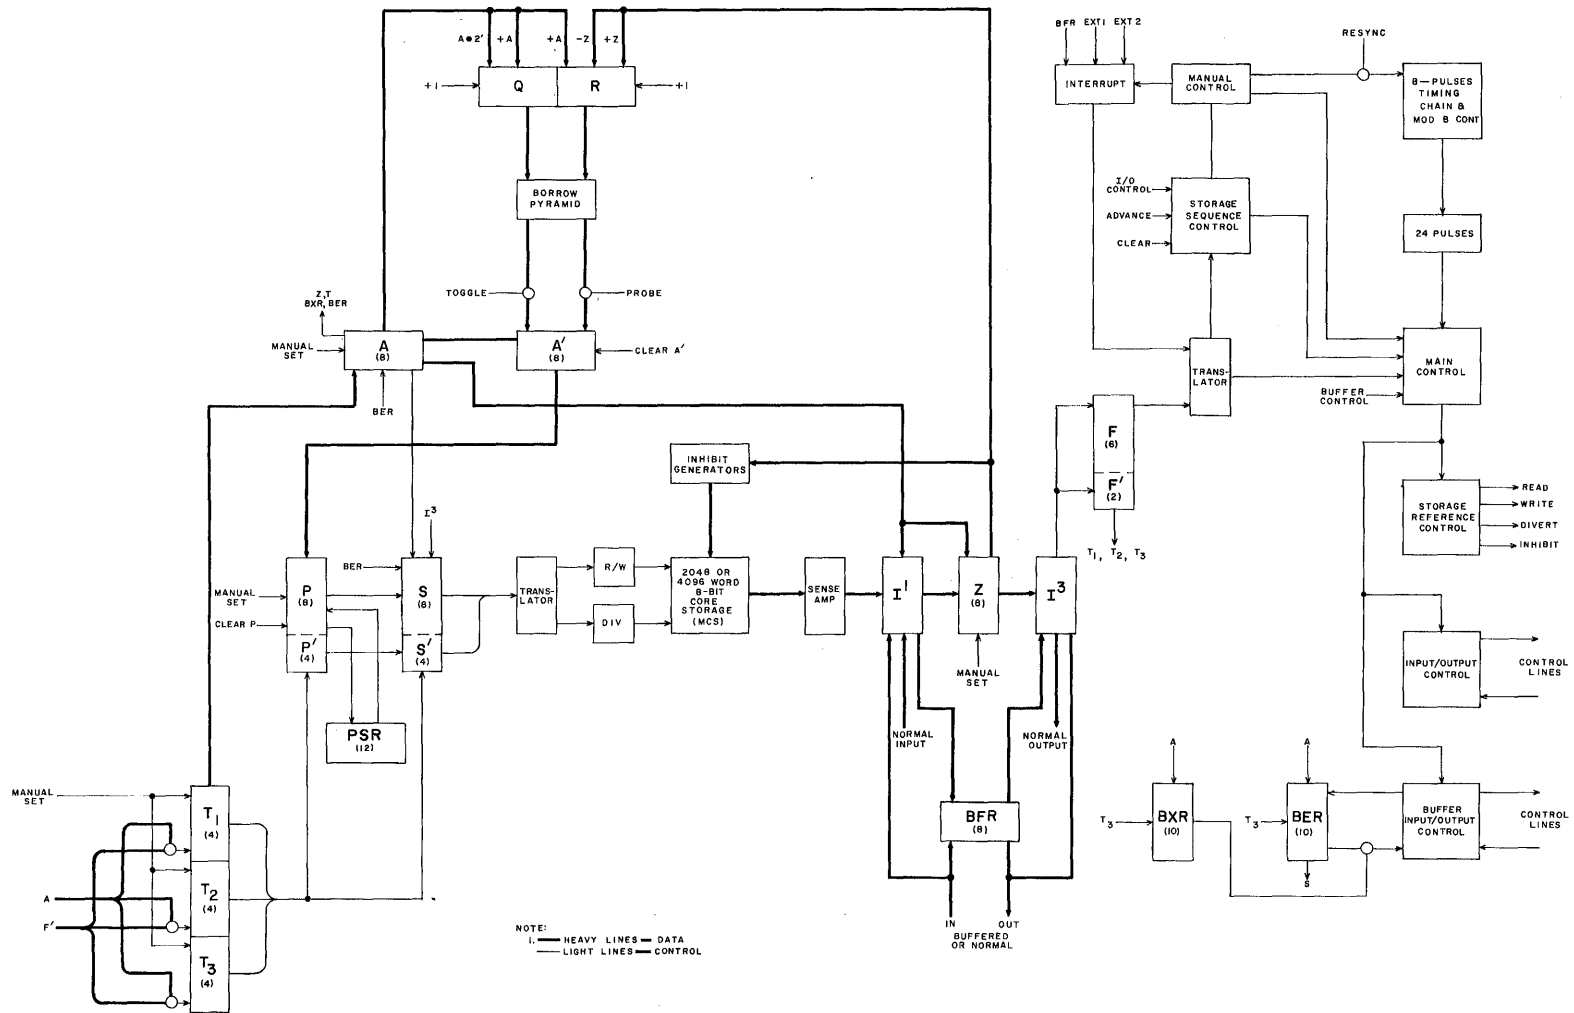 A●2' +A +A -Z +Z
+1 Q R +1
BORROW
PYRAMID
TOGGLE PROBE
Z,T
BXR, BER
MANUAL
SET
A
(8)
A'
(8)
CLEAR A'
BER
BFR EXT1 EXT 2
INTERRUPT
MANUAL
CONTROL
RESYNC
8—PULSES
TIMING
CHAIN &
MOD B CONT
I/O
CONTROL
ADVANCE
CLEAR
STORAGE
SEQUENCE
CONTROL
24 PULSES
TRANS-
LATOR
MAIN
CONTROL
BUFFER
CONTROL
F
(6)
F'
(2)
T1, T2, T3
STORAGE
REFERENCE
CONTROL
READ
WRITE
DIVERT
INHIBIT
INHIBIT
GENERATORS
I3
BER
MANUAL
SET
CLEAR P
P
(8)
P'
(4)
S
(8)
S'
(4)
TRANS-
LATOR
R/W
DIV
2048 OR
4096 WORD
8-BIT
CORE
STORAGE
(MCS)
SENSE
AMP
I1
Z
(8)
I3
MANUAL
SET
PSR
(12)
NORMAL
INPUT
NORMAL
OUTPUT
BFR
(8)
IN OUT
BUFFERED
OR NORMAL
INPUT/OUTPUT
CONTROL
CONTROL
LINES
A
T3
BXR
(10)
A
T3
BER
(10)
S
BUFFER
INPUT/OUTPUT
CONTROL
CONTROL
LINES
MANUAL
SET
T1
(4)
T2
(4)
T3
(4)
A
F'
NOTE:
1. HEAVY LINES — DATA
LIGHT LINES — CONTROL